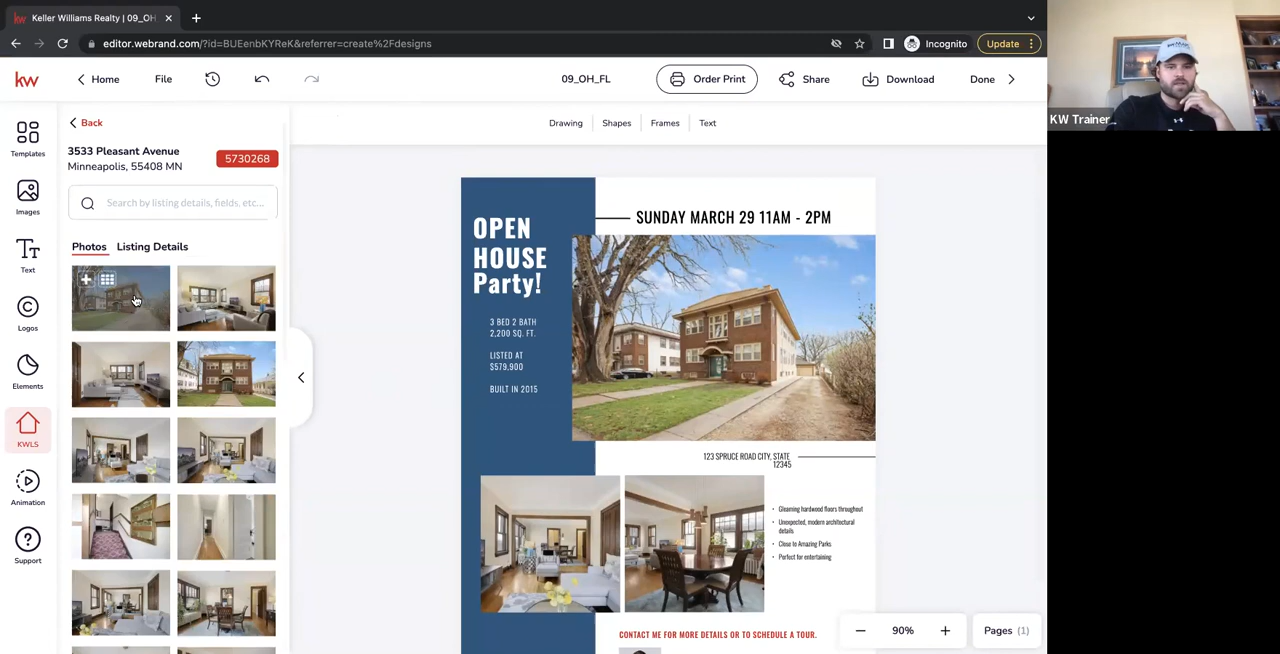 Keller Williams Realty | 09_OH
editor.webrand.com/?id=BUEenbKYReK&referrer=create%2Fdesigns
Incognito
Update
kw
Home
File
09_OH_FL
Order Print
Share
Download
Done
KW Trainer
Templates
Images
Text
Logos
Elements
KWLS
Animation
Support
Back
3533 Pleasant Avenue
Minneapolis, 55408 MN
5730268
Search by listing details, fields, etc...
Photos
Listing Details
Drawing
Shapes
Frames
Text
OPEN
HOUSE
Party!
SUNDAY MARCH 29 11AM - 2PM
3 BED 2 BATH
2,200 SQ. FT.
LISTED AT
$579,900
BUILT IN 2015
123 SPRUCE ROAD CITY, STATE
12345
• Gleaming hardwood floors throughout
• Unexpected, modern architectural
details
• Close to Amazing Parks
• Perfect for entertaining
CONTACT ME FOR MORE DETAILS OR TO SCHEDULE A TOUR.
90%
Pages (1)